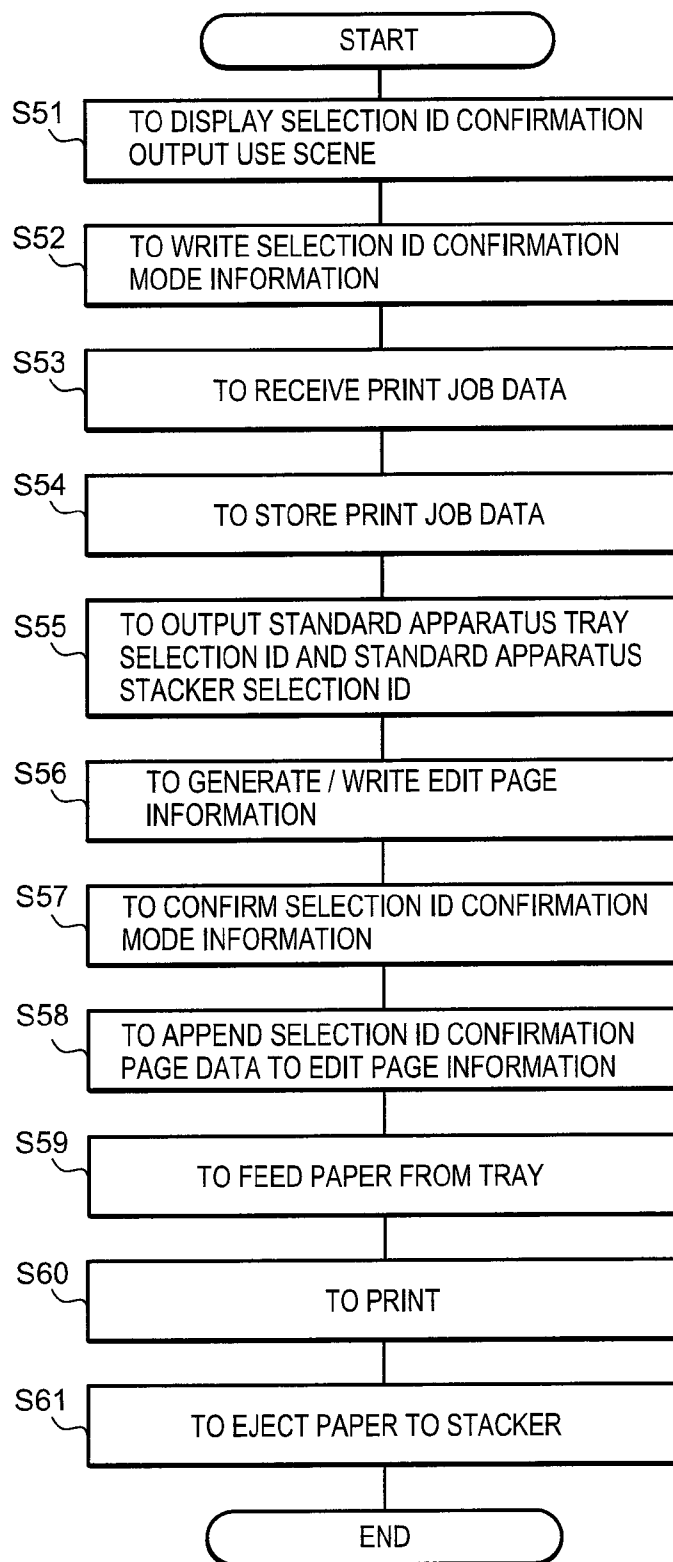 START
S51
TO DISPLAY SELECTION ID CONFIRMATION
OUTPUT USE SCENE
S52
TO WRITE SELECTION ID CONFIRMATION
MODE INFORMATION
S53
TO RECEIVE PRINT JOB DATA
S54
TO STORE PRINT JOB DATA
S55
TO OUTPUT STANDARD APPARATUS TRAY
SELECTION ID AND STANDARD APPARATUS
STACKER SELECTION ID
S56
TO GENERATE / WRITE EDIT PAGE
INFORMATION
S57
TO CONFIRM SELECTION ID CONFIRMATION
MODE INFORMATION
S58
TO APPEND SELECTION ID CONFIRMATION
PAGE DATA TO EDIT PAGE INFORMATION
S59
TO FEED PAPER FROM TRAY
S60
TO PRINT
S61
TO EJECT PAPER TO STACKER
END